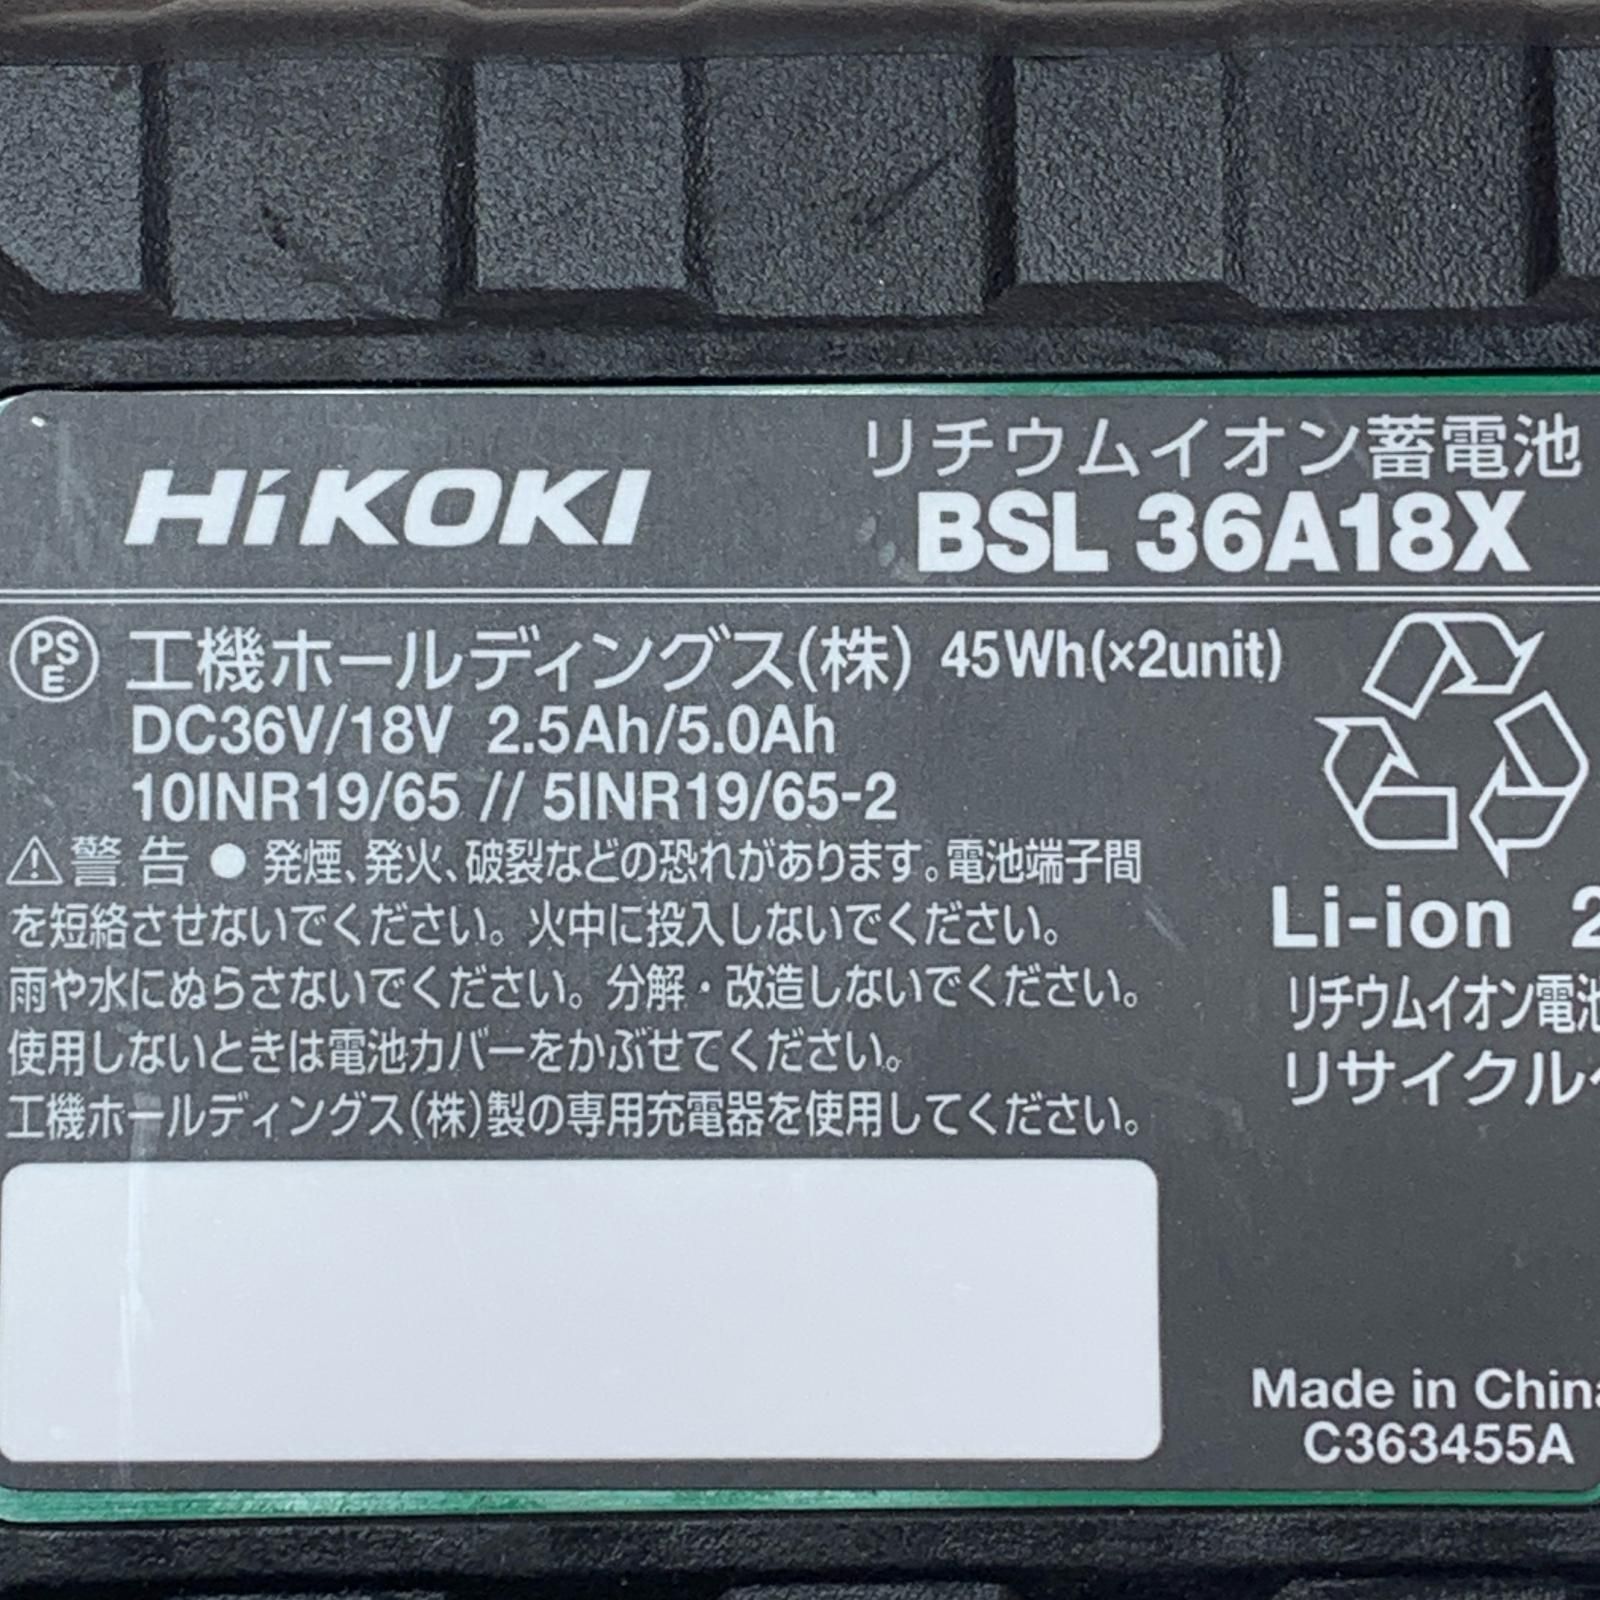 HiKOKI
リチウムイオン蓄電池
BSL 36A18X
PSE
工機ホールディングス(株) 45Wh(×2unit)
DC36V/18V 2.5Ah/5.0Ah
10INR19/65 // 5INR19/65-2
⚠警告 ● 発煙、発火、破裂などの恐れがあります。電池端子間
を短絡させないでください。火中に投入しないでください。
雨や水にぬらさないでください。分解・改造しないでください。
使用しないときは電池カバーをかぶせてください。
工機ホールディングス(株)製の専用充電器を使用してください。
Li-ion 2
リチウムイオン電池
リサイクル
Made in China
C363455A